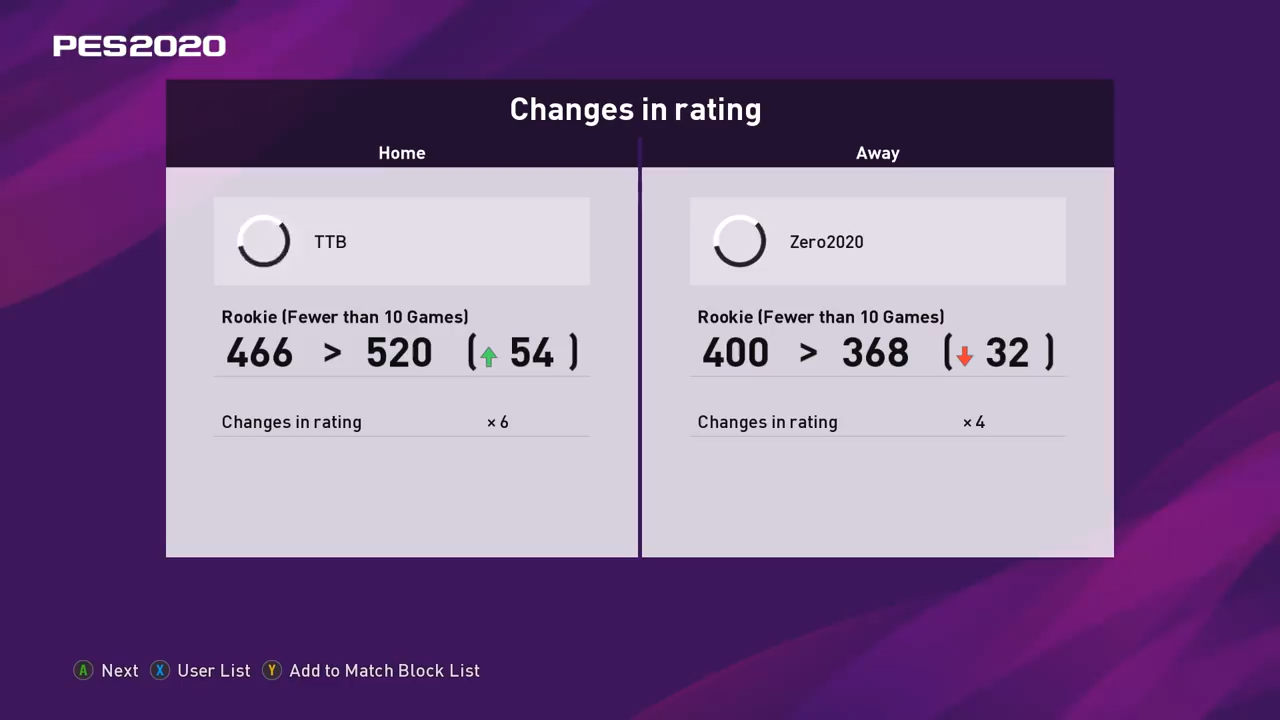 PES2020
Changes in rating
Home
Away
TTB
Rookie (Fewer than 10 Games)
466 > 520 (↑ 54 )
Changes in rating × 6
Zero2020
Rookie (Fewer than 10 Games)
400 > 368 (↓ 32 )
Changes in rating × 4
A Next X User List Y Add to Match Block List